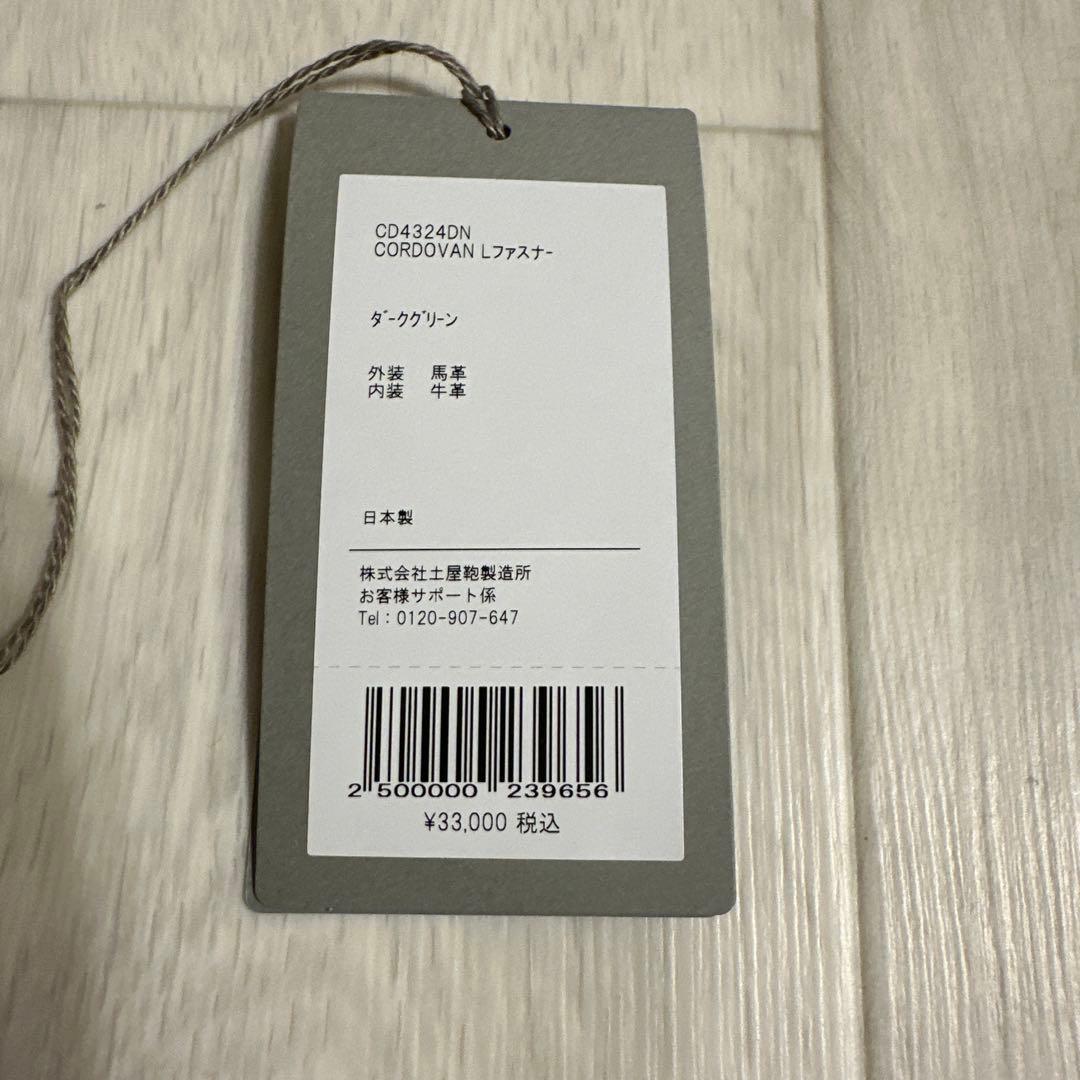 CD4324DN
CORDOVAN Lファスナー
ダークグリーン
外装 馬革
内装 牛革
日本製
株式会社土屋鞄製造所
お客様サポート係
Tel：0120-907-647
2 500000 239656
¥33,000 税込